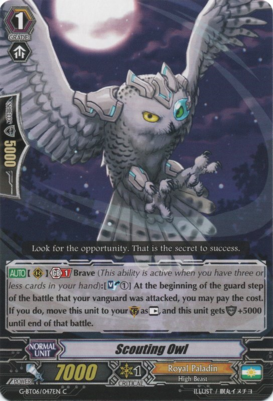 1
5000
Look for the opportunity. That is the secret to success.
AUTO [ ] 1 Brave (This ability is active when you have three or
less cards in your hand): [ 1] At the beginning of the guard step
of the battle that your vanguard was attacked, you may pay the cost.
If you do, move this unit to your as and this unit gets +5000
until end of that battle.
NORMAL
UNIT
Scouting Owl
POWER
7000
1
CRITICAL
Royal Paladin
High Beast
G-BT06/047EN C